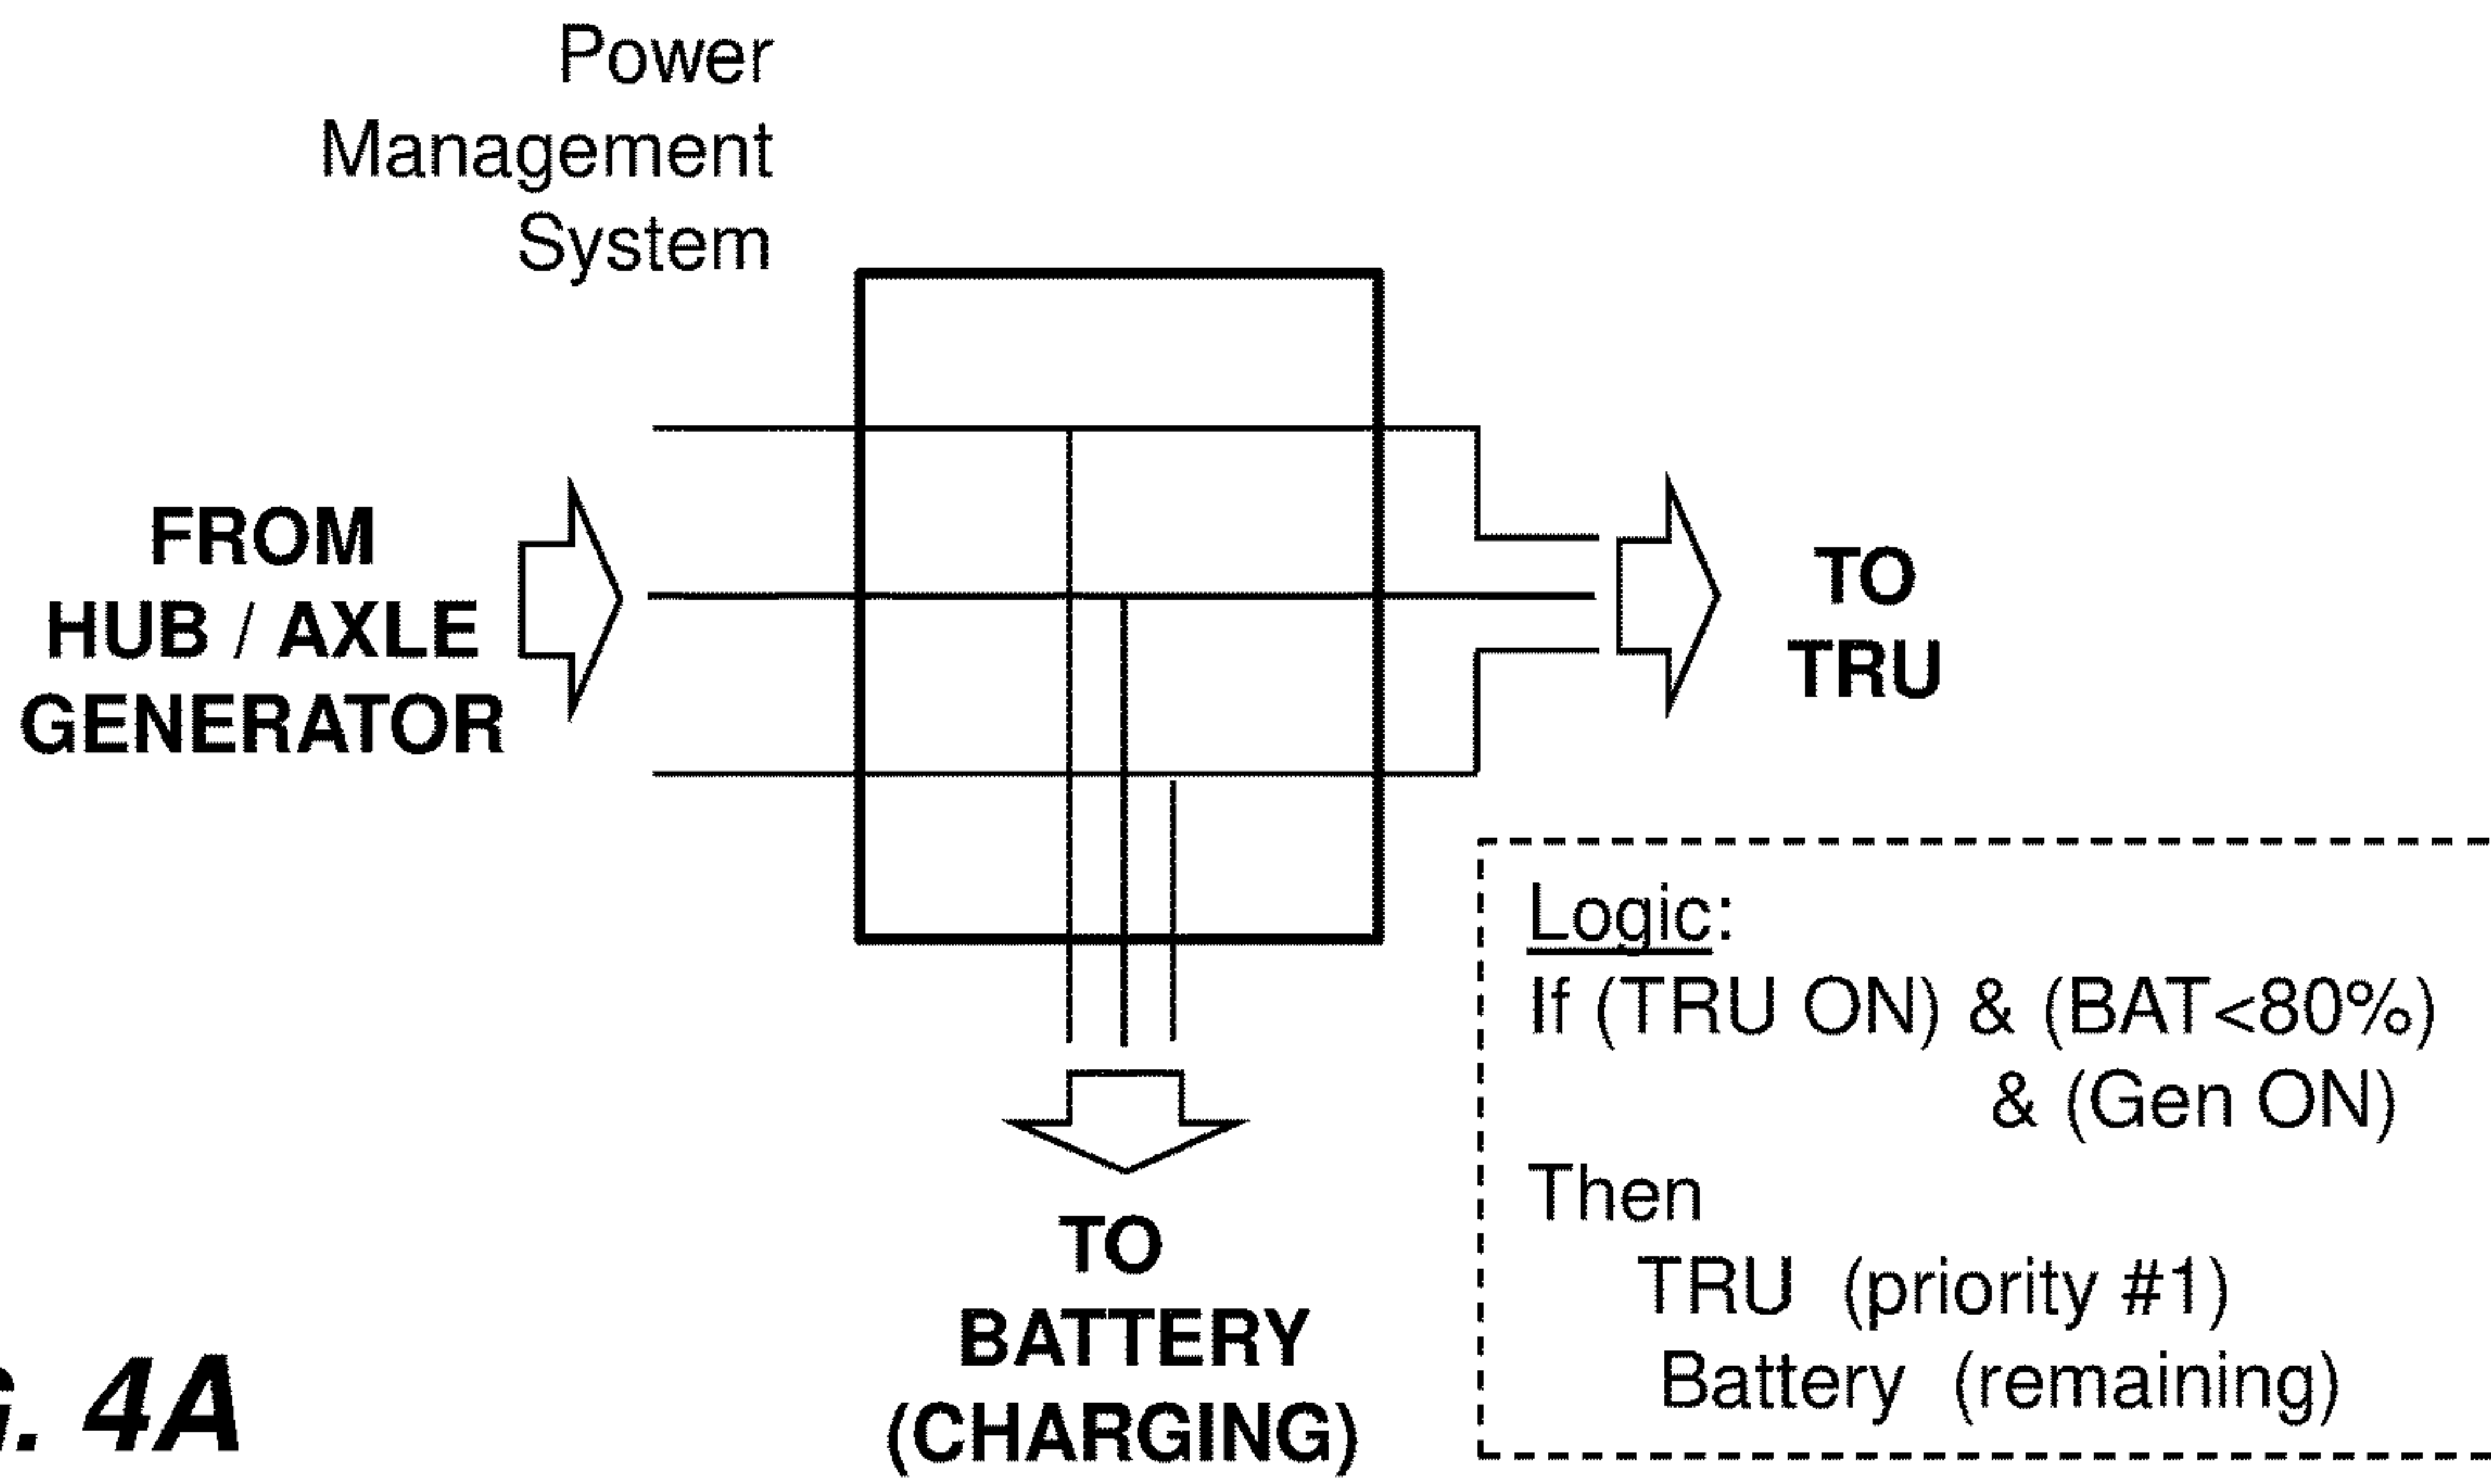 Power
Management
System
FROM
HUB / AXLE
GENERATOR
TO
TRU
TO
BATTERY
(CHARGING)
Logic:
If (TRU ON) & (BAT<80%)
& (Gen ON)
Then
TRU (priority #1)
Battery (remaining)
G. 4A